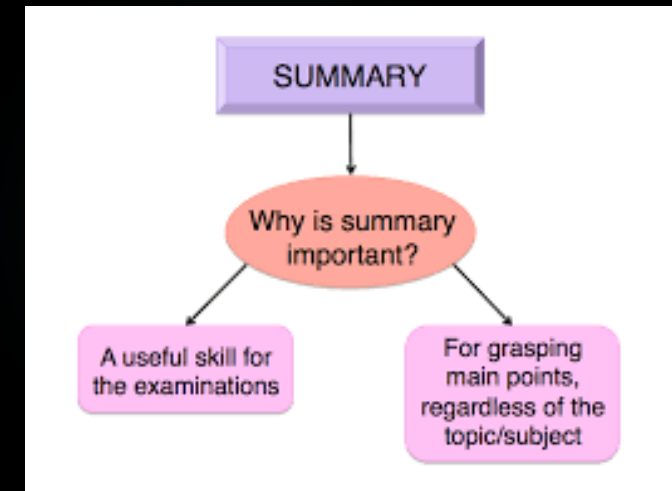 SUMMARY
Why is summary
important?
A useful skill for
the examinations
For grasping
main points,
regardless of the
topic/subject